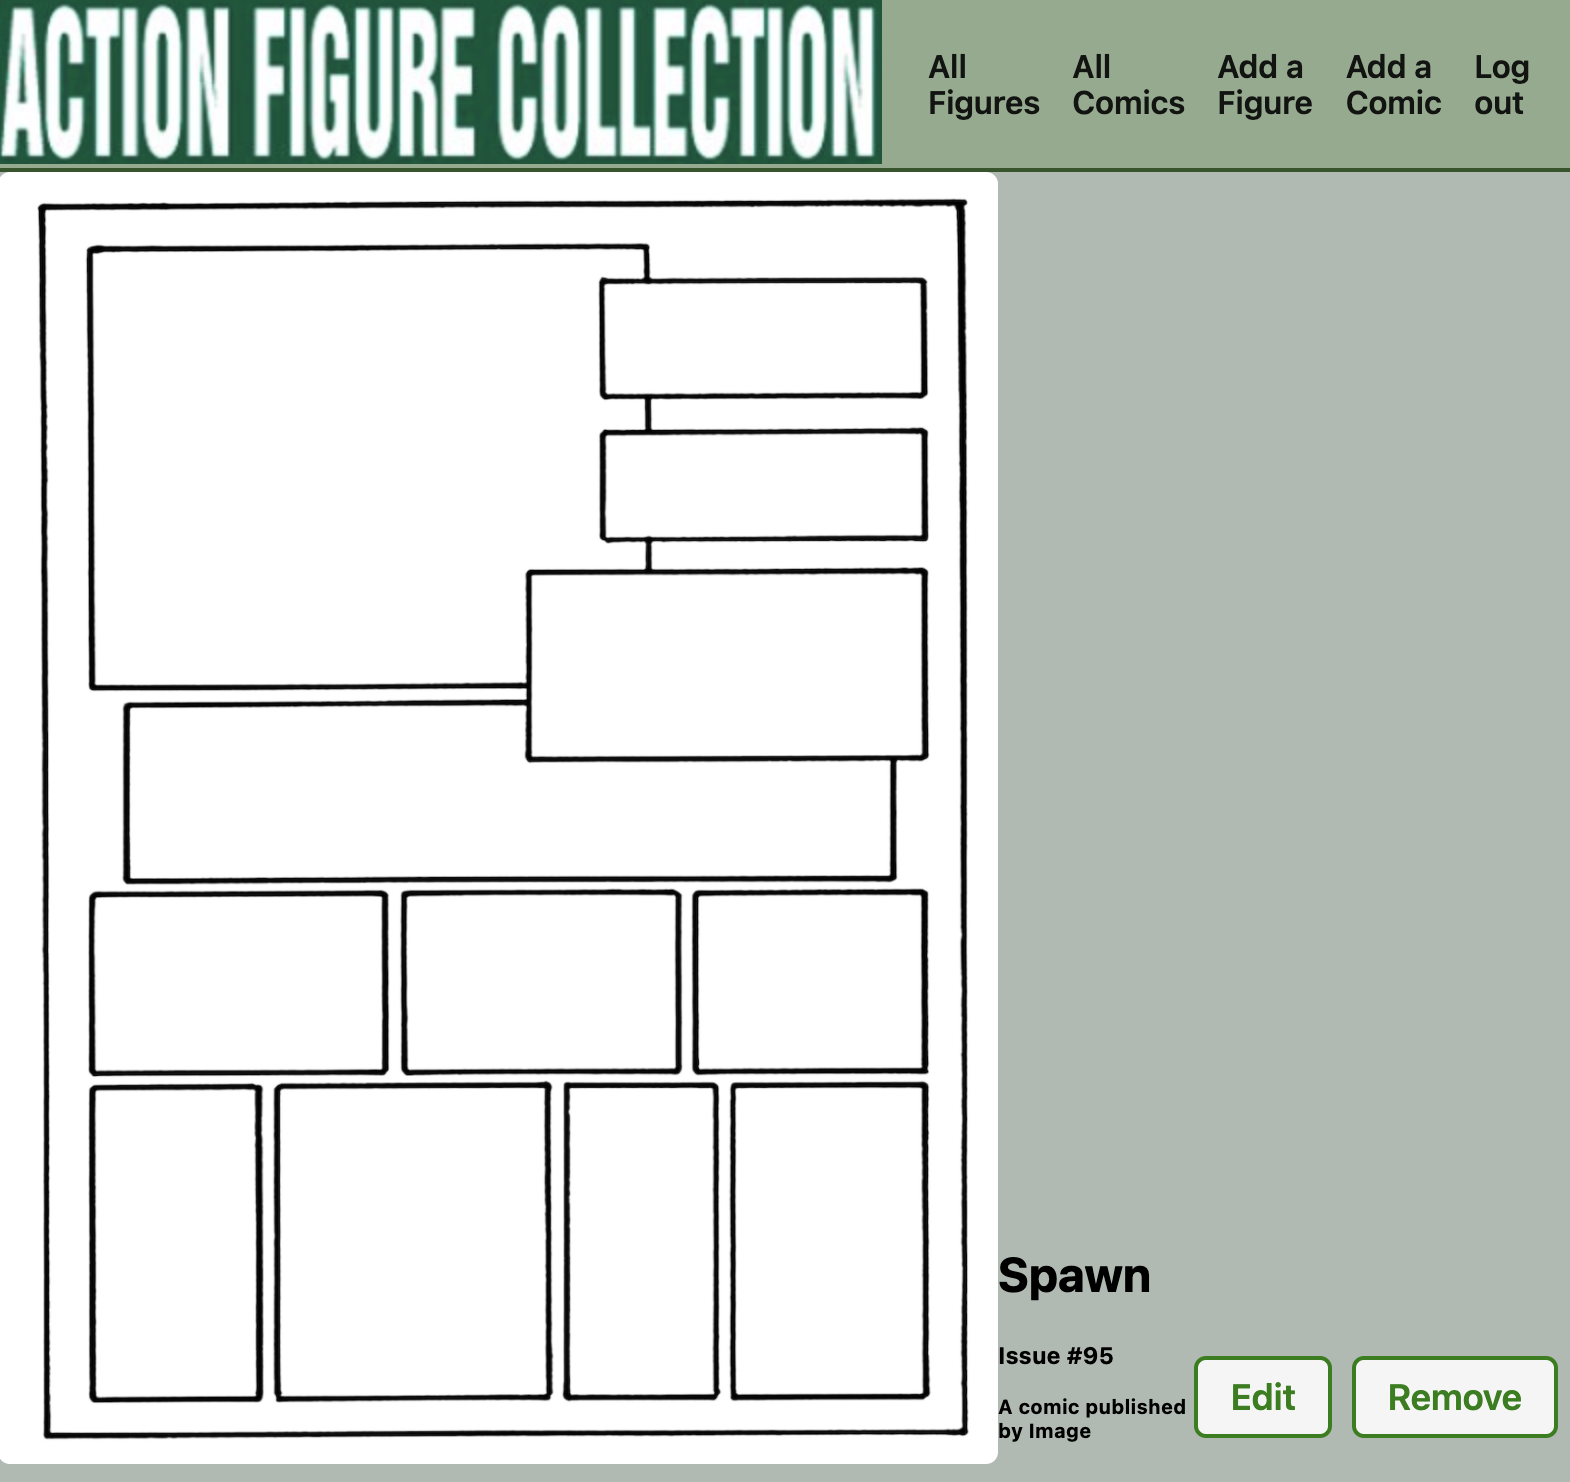 ACTION FIGURE COLLECTION
All Figures
All Comics
Add a Figure
Add a Comic
Log out
Spawn
Issue #95
A comic published
by Image
Edit
Remove